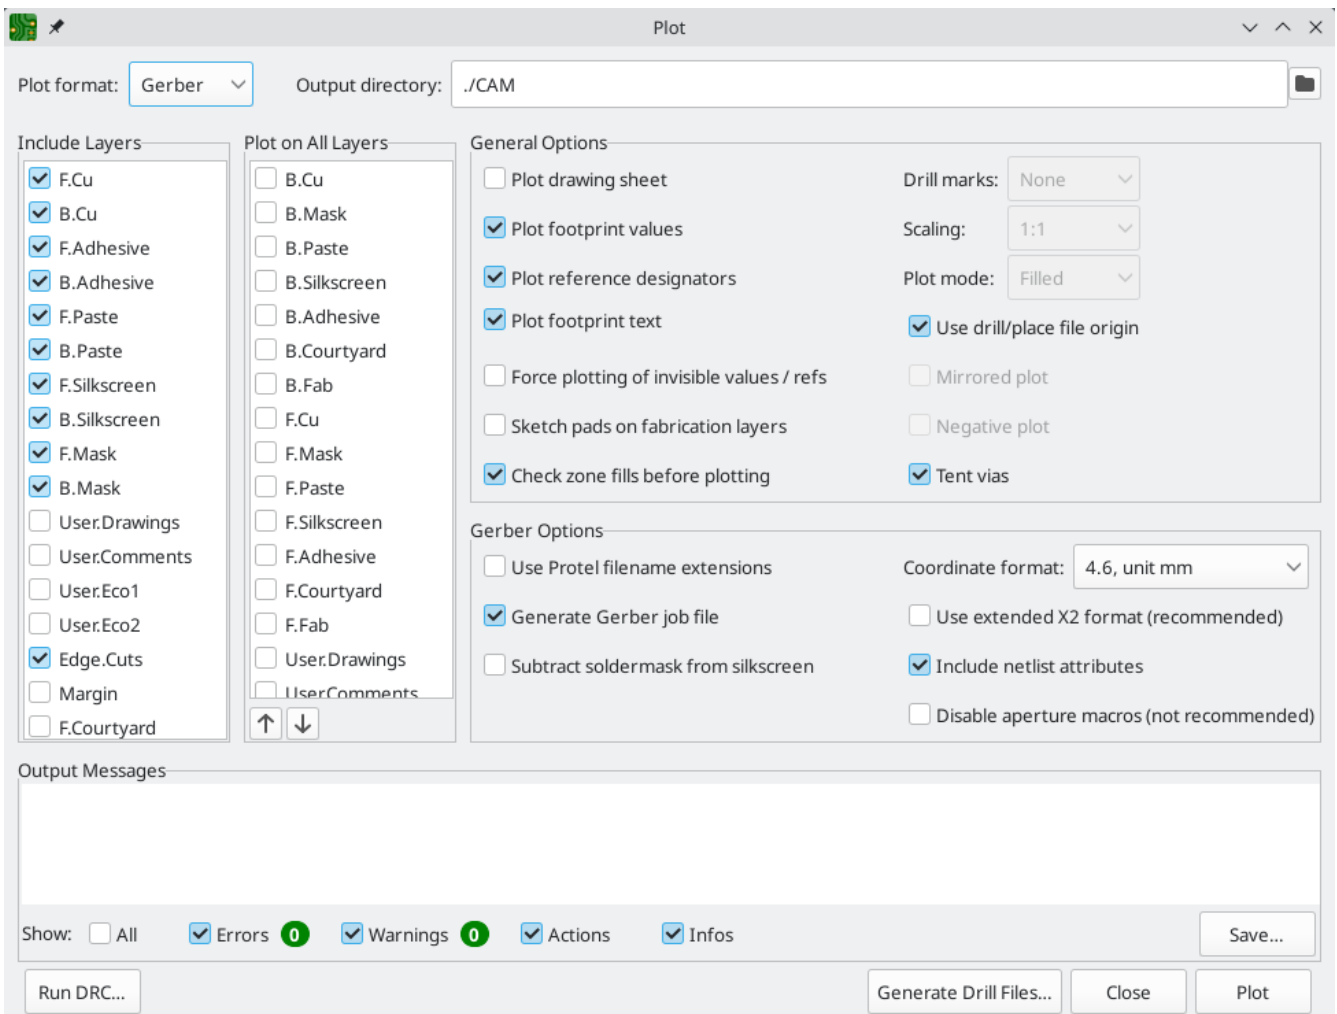 Plot
Plot format: Gerber Output directory: ./CAM
Include Layers
F.Cu
B.Cu
F.Adhesive
B.Adhesive
F.Paste
B.Paste
F.Silkscreen
B.Silkscreen
F.Mask
B.Mask
User.Drawings
User.Comments
User.Eco1
User.Eco2
Edge.Cuts
Margin
F.Courtyard
Plot on All Layers
B.Cu
B.Mask
B.Paste
B.Silkscreen
B.Adhesive
B.Courtyard
B.Fab
F.Cu
F.Mask
F.Paste
F.Silkscreen
F.Adhesive
F.Courtyard
F.Fab
User.Drawings
User.Comments
General Options
Plot drawing sheet
Plot footprint values
Plot reference designators
Plot footprint text
Force plotting of invisible values / refs
Sketch pads on fabrication layers
Check zone fills before plotting
Drill marks: None
Scaling: 1:1
Plot mode: Filled
Use drill/place file origin
Mirrored plot
Negative plot
Tent vias
Gerber Options
Use Protel filename extensions
Generate Gerber job file
Subtract soldermask from silkscreen
Coordinate format: 4.6, unit mm
Use extended X2 format (recommended)
Include netlist attributes
Disable aperture macros (not recommended)
Output Messages
Show: All Errors 0 Warnings 0 Actions Infos Save...
Run DRC... Generate Drill Files... Close Plot